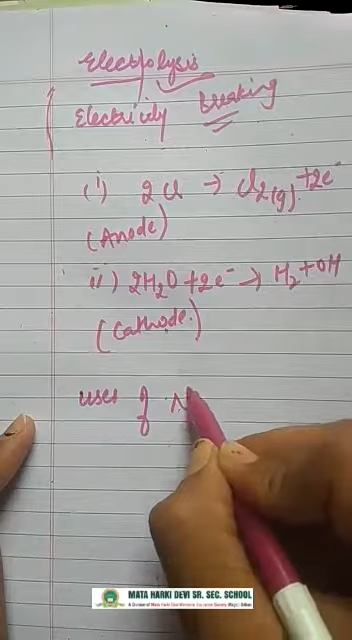 Electrolysis
Electricity breaking
(i) 2Cl → Cl2(g) + 2e-
(Anode)
ii) 2H2O + 2e- → H2 + OH
(Cathode)
uses of N
MATA HARKI DEVI SR. SEC. SCHOOL